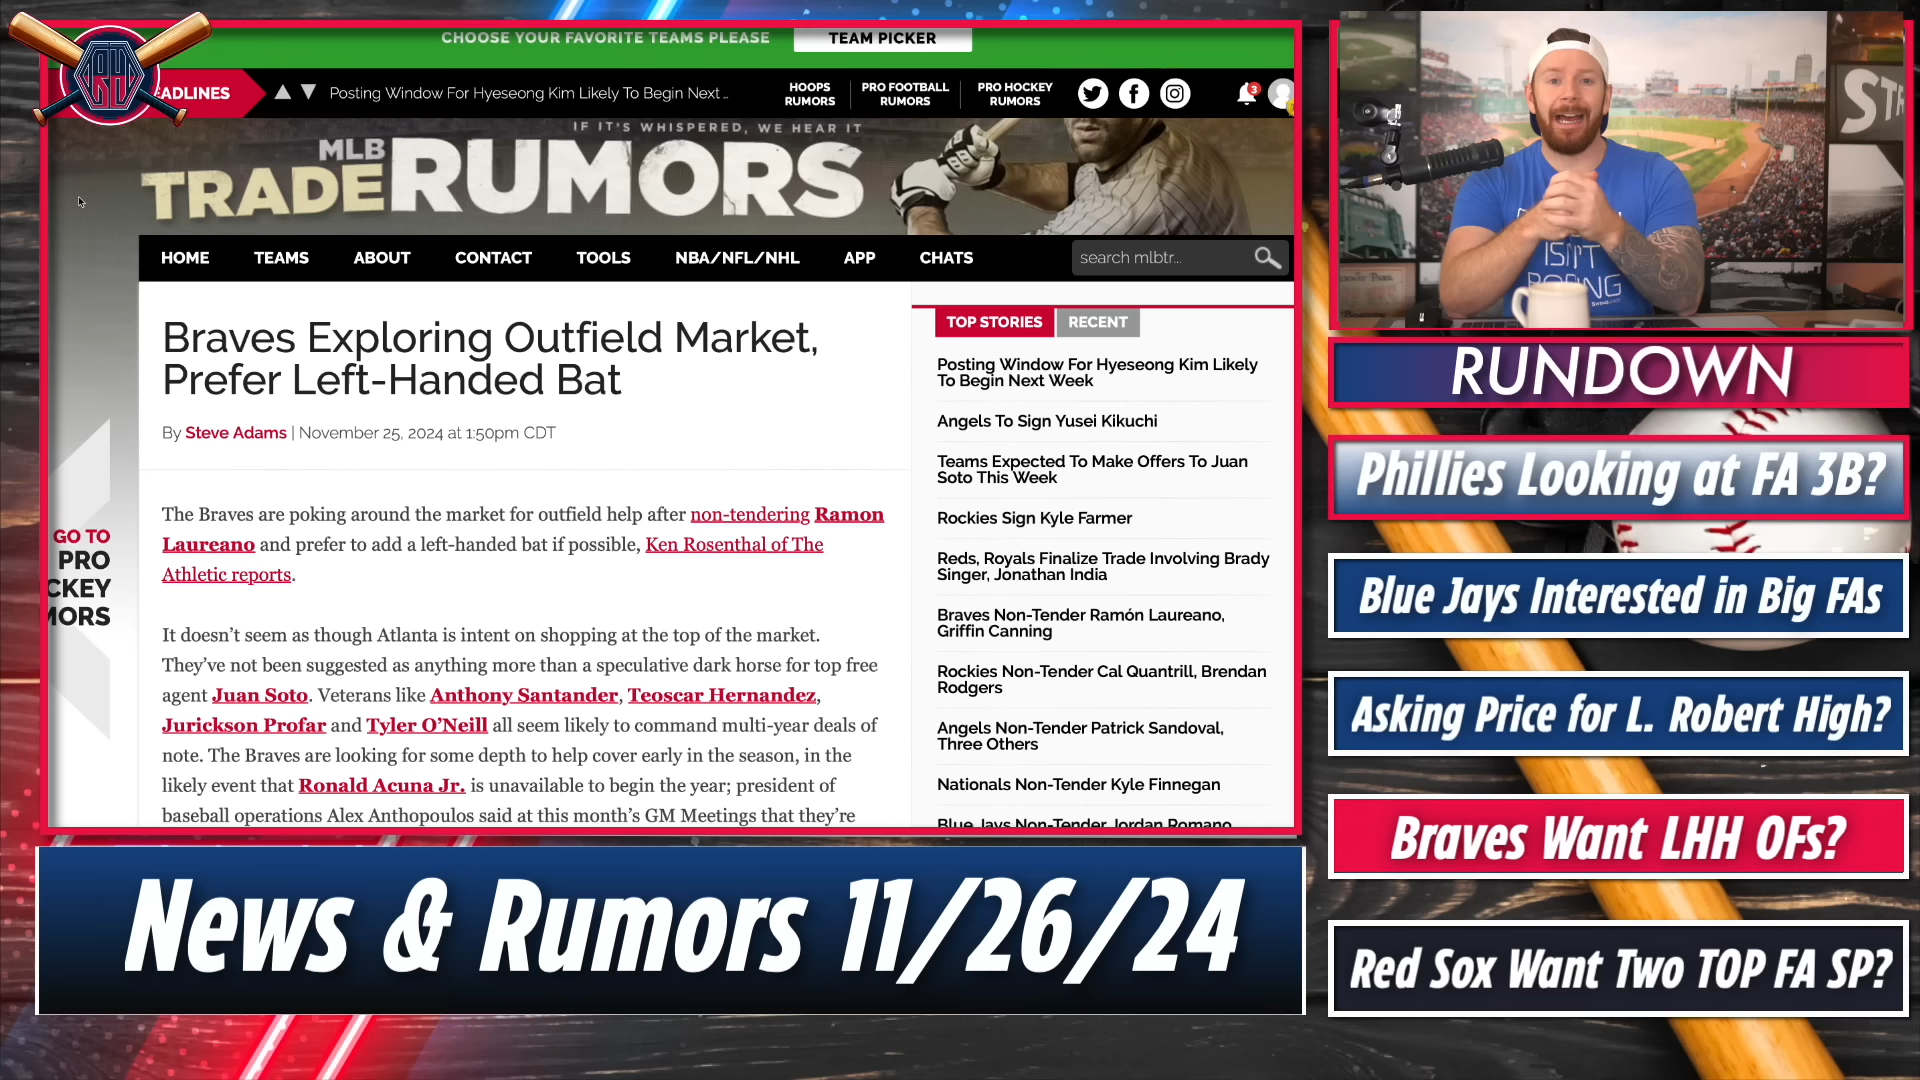 CHOOSE YOUR FAVORITE TEAMS PLEASE
TEAM PICKER
EADLINES
Posting Window For Hyeseong Kim Likely To Begin Next ...
HOOPS
RUMORS
PRO FOOTBALL
RUMORS
PRO HOCKEY
RUMORS
3
IF IT'S WHISPERED, WE HEAR IT
MLB
TRADE RUMORS
HOME
TEAMS
ABOUT
CONTACT
TOOLS
NBA/NFL/NHL
APP
CHATS
search mlbtr...
GO TO
PRO
CKEY
MORS
Braves Exploring Outfield Market,
Prefer Left-Handed Bat
By Steve Adams | November 25, 2024 at 1:50pm CDT
The Braves are poking around the market for outfield help after non-tendering Ramon
Laureano and prefer to add a left-handed bat if possible, Ken Rosenthal of The
Athletic reports.
It doesn't seem as though Atlanta is intent on shopping at the top of the market.
They've not been suggested as anything more than a speculative dark horse for top free
agent Juan Soto. Veterans like Anthony Santander, Teoscar Hernandez,
Jurickson Profar and Tyler O'Neill all seem likely to command multi-year deals of
note. The Braves are looking for some depth to help cover early in the season, in the
likely event that Ronald Acuna Jr. is unavailable to begin the year; president of
baseball operations Alex Anthopoulos said at this month's GM Meetings that they're
TOP STORIES
RECENT
Posting Window For Hyeseong Kim Likely
To Begin Next Week
Angels To Sign Yusei Kikuchi
Teams Expected To Make Offers To Juan
Soto This Week
Rockies Sign Kyle Farmer
Reds, Royals Finalize Trade Involving Brady
Singer, Jonathan India
Braves Non-Tender Ramón Laureano,
Griffin Canning
Rockies Non-Tender Cal Quantrill, Brendan
Rodgers
Angels Non-Tender Patrick Sandoval,
Three Others
Nationals Non-Tender Kyle Finnegan
Blue Jays Non-Tender Jordan Romano
News & Rumors 11/26/24
STR
ISN'T
BORING
RUNDOWN
Phillies Looking at FA 3B?
Blue Jays Interested in Big FAs
Asking Price for L. Robert High?
Braves Want LHH OFs?
Red Sox Want Two TOP FA SP?